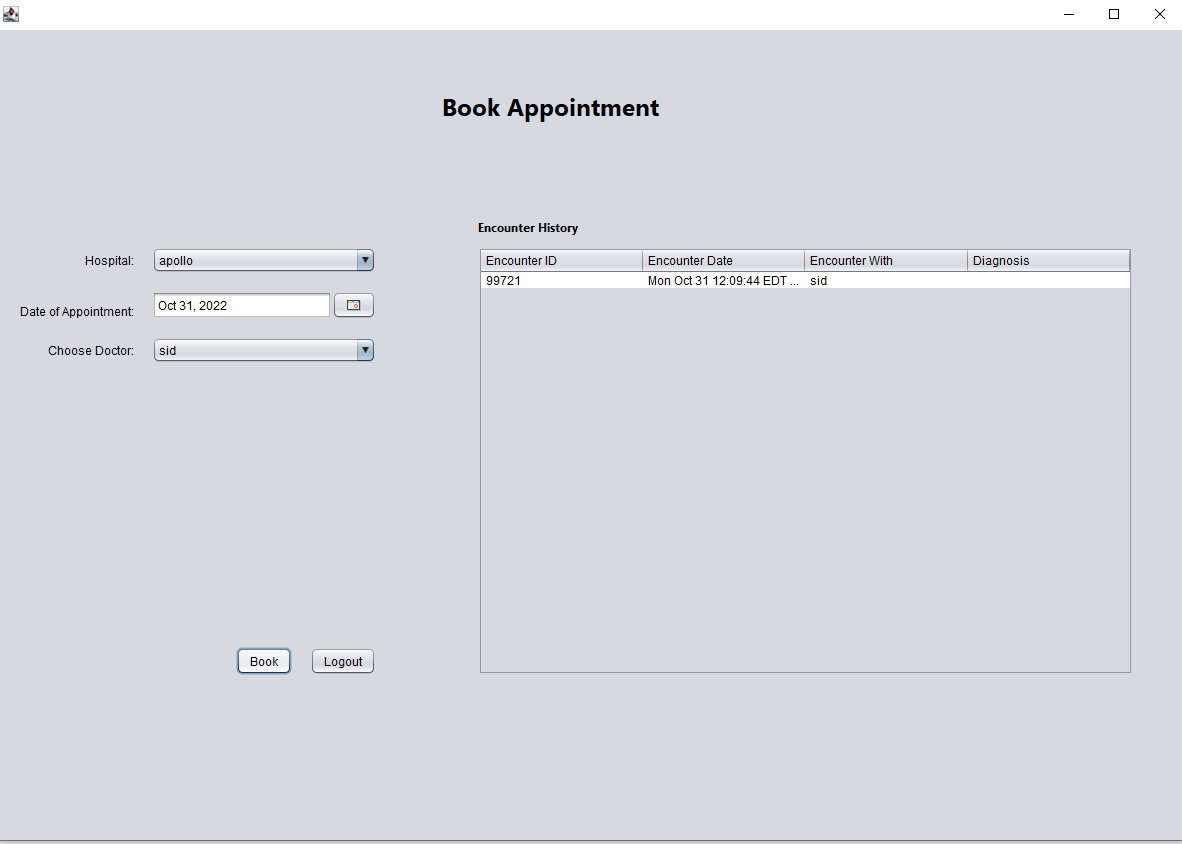 Book Appointment
Hospital: apollo
Date of Appointment: Oct 31, 2022
Choose Doctor: sid
Book Logout
Encounter History
Encounter ID Encounter Date Encounter With Diagnosis
99721 Mon Oct 31 12:09:44 EDT ... sid